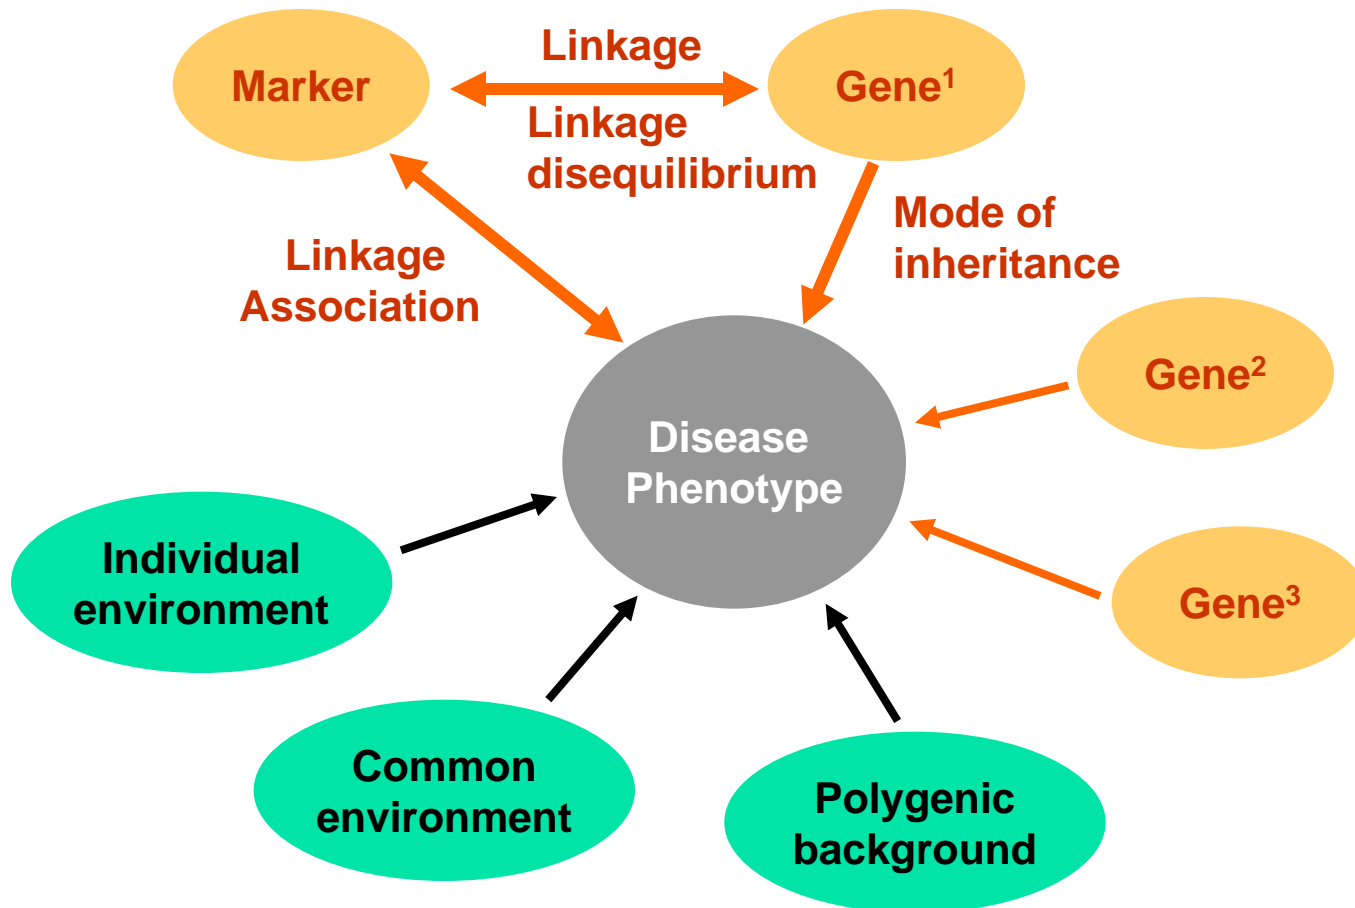 Linkage
Marker
Gene¹
Linkage
disequilibrium
Mode of
inheritance
Linkage
Association
Gene²
Disease
Phenotype
Individual
environment
Gene³
Common
environment
Polygenic
background